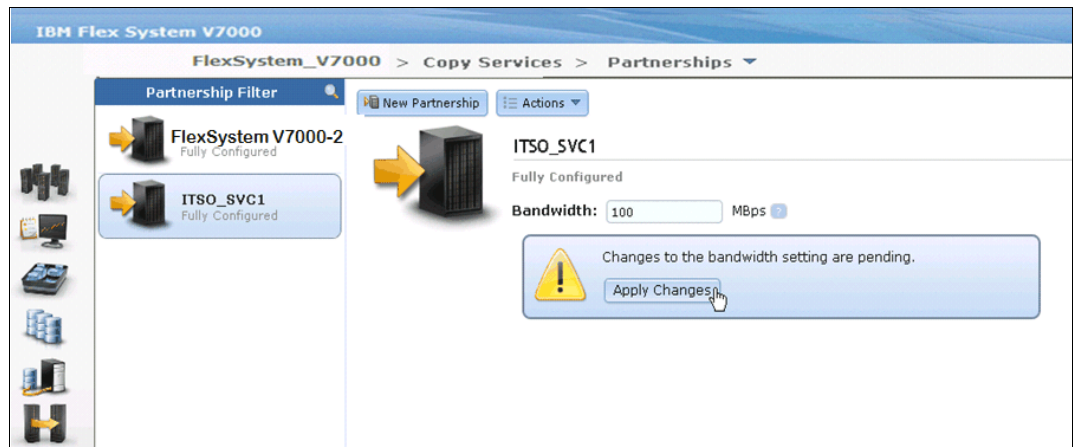 IBM Flex System V7000
FlexSystem_V7000 > Copy Services > Partnerships
Partnership Filter
New Partnership
Actions
FlexSystem V7000-2
Fully Configured
ITSO_SVC1
Fully Configured
ITSO_SVC1
Fully Configured
Bandwidth: 100 MBps ?
Changes to the bandwidth setting are pending.
Apply Changes